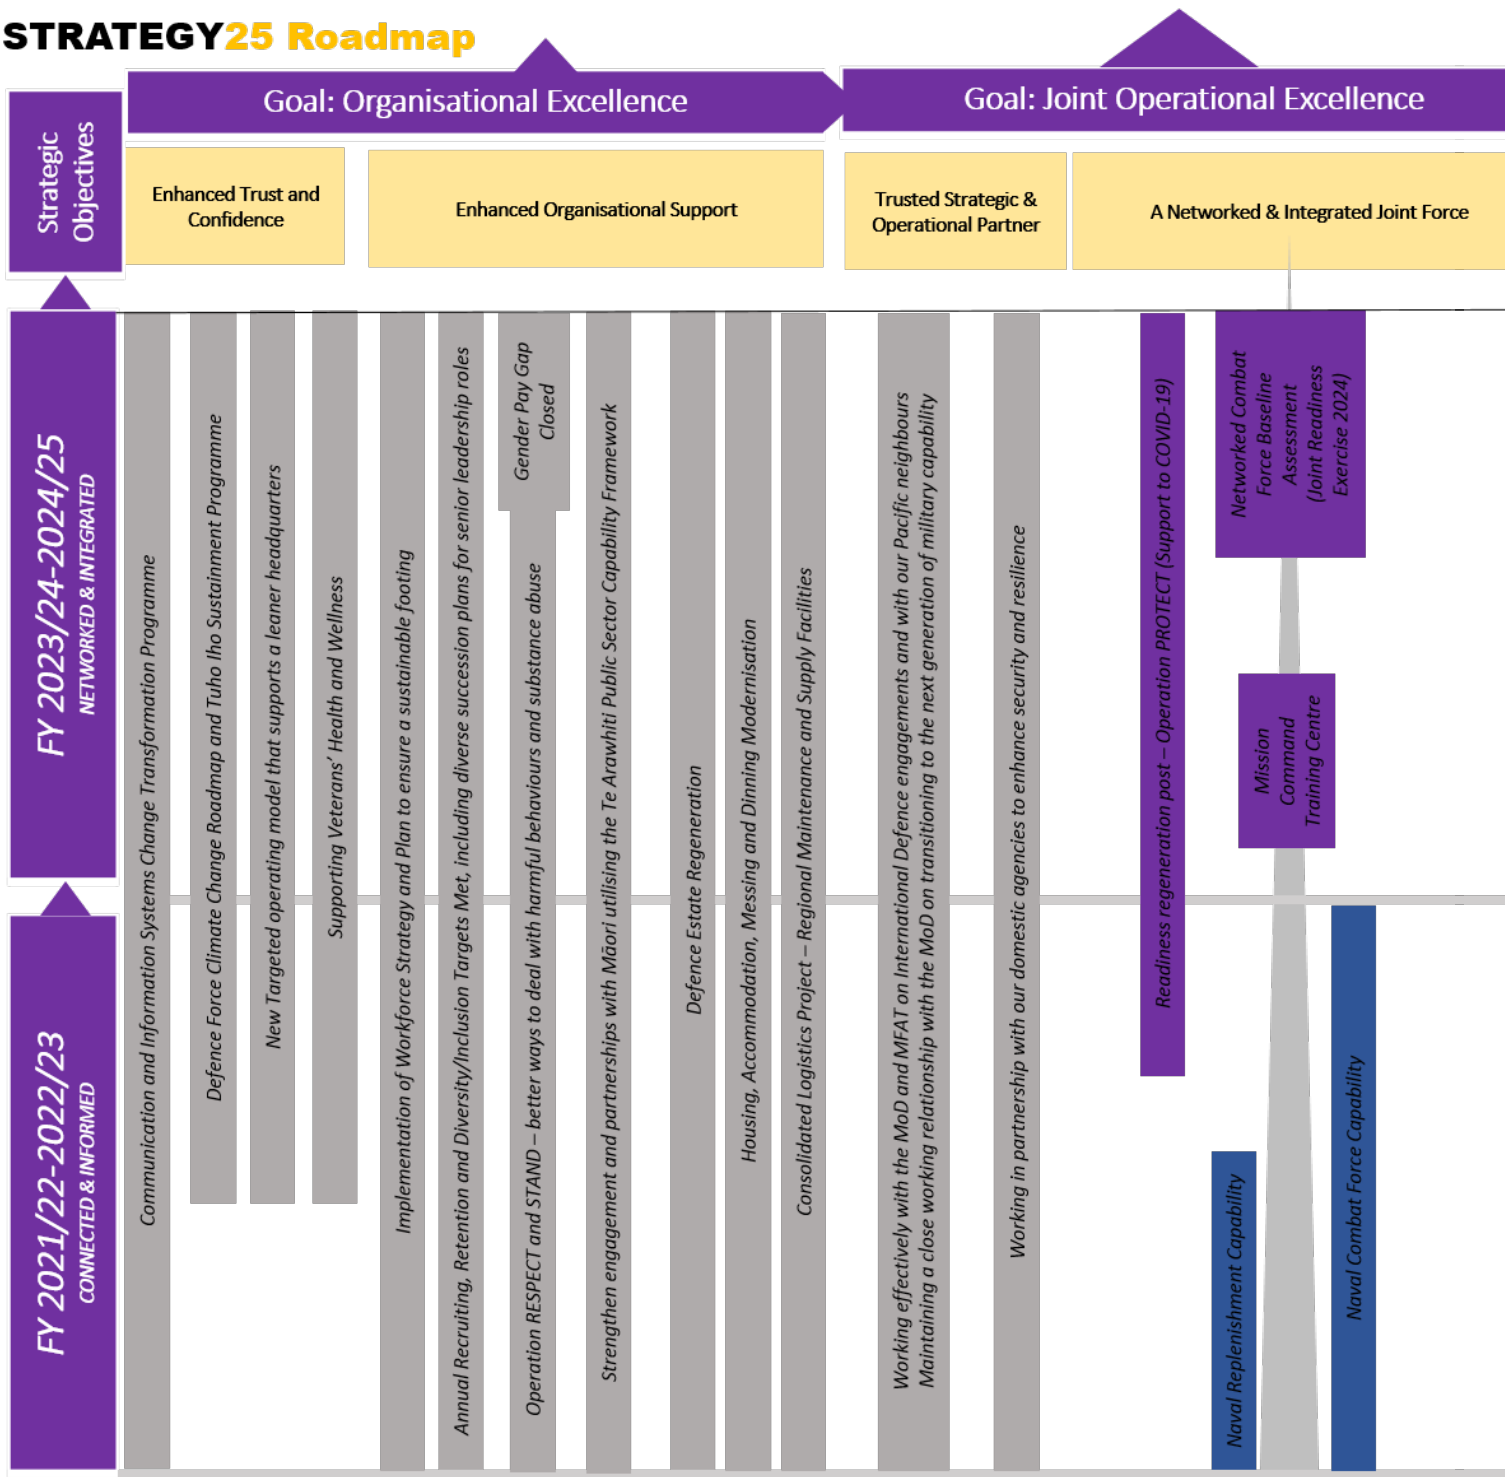 STRATEGY25 Roadmap
Goal: Organisational Excellence
Goal: Joint Operational Excellence
Strategic
Objectives
Enhanced Trust and
Confidence
Enhanced Organisational Support
Trusted Strategic &
Operational Partner
A Networked & Integrated Joint Force
FY 2023/24-2024/25
NETWORKED & INTEGRATED
FY 2021/22-2022/23
CONNECTED & INFORMED
Communication and Information Systems Change Transformation Programme
Defence Force Climate Change Roadmap and Tuho Iho Sustainment Programme
New Targeted operating model that supports a leaner headquarters
Supporting Veterans' Health and Wellness
Implementation of Workforce Strategy and Plan to ensure a sustainable footing
Annual Recruiting, Retention and Diversity/Inclusion Targets Met, including diverse succession plans for senior leadership roles
Gender Pay Gap
Closed
Operation RESPECT and STAND – better ways to deal with harmful behaviours and substance abuse
Strengthen engagement and partnerships with Māori utilising the Te Arawhiti Public Sector Capability Framework
Defence Estate Regeneration
Housing, Accommodation, Messing and Dinning Modernisation
Consolidated Logistics Project – Regional Maintenance and Supply Facilities
Working effectively with the MoD and MFAT on International Defence engagements and with our Pacific neighbours
Maintaining a close working relationship with the MoD on transitioning to the next generation of military capability
Working in partnership with our domestic agencies to enhance security and resilience
Readiness regeneration post – Operation PROTECT (Support to COVID-19)
Networked Combat
Force Baseline
Assessment
(Joint Readiness
Exercise 2024)
Mission
Command
Training Centre
Naval Replenishment Capability
Naval Combat Force Capability